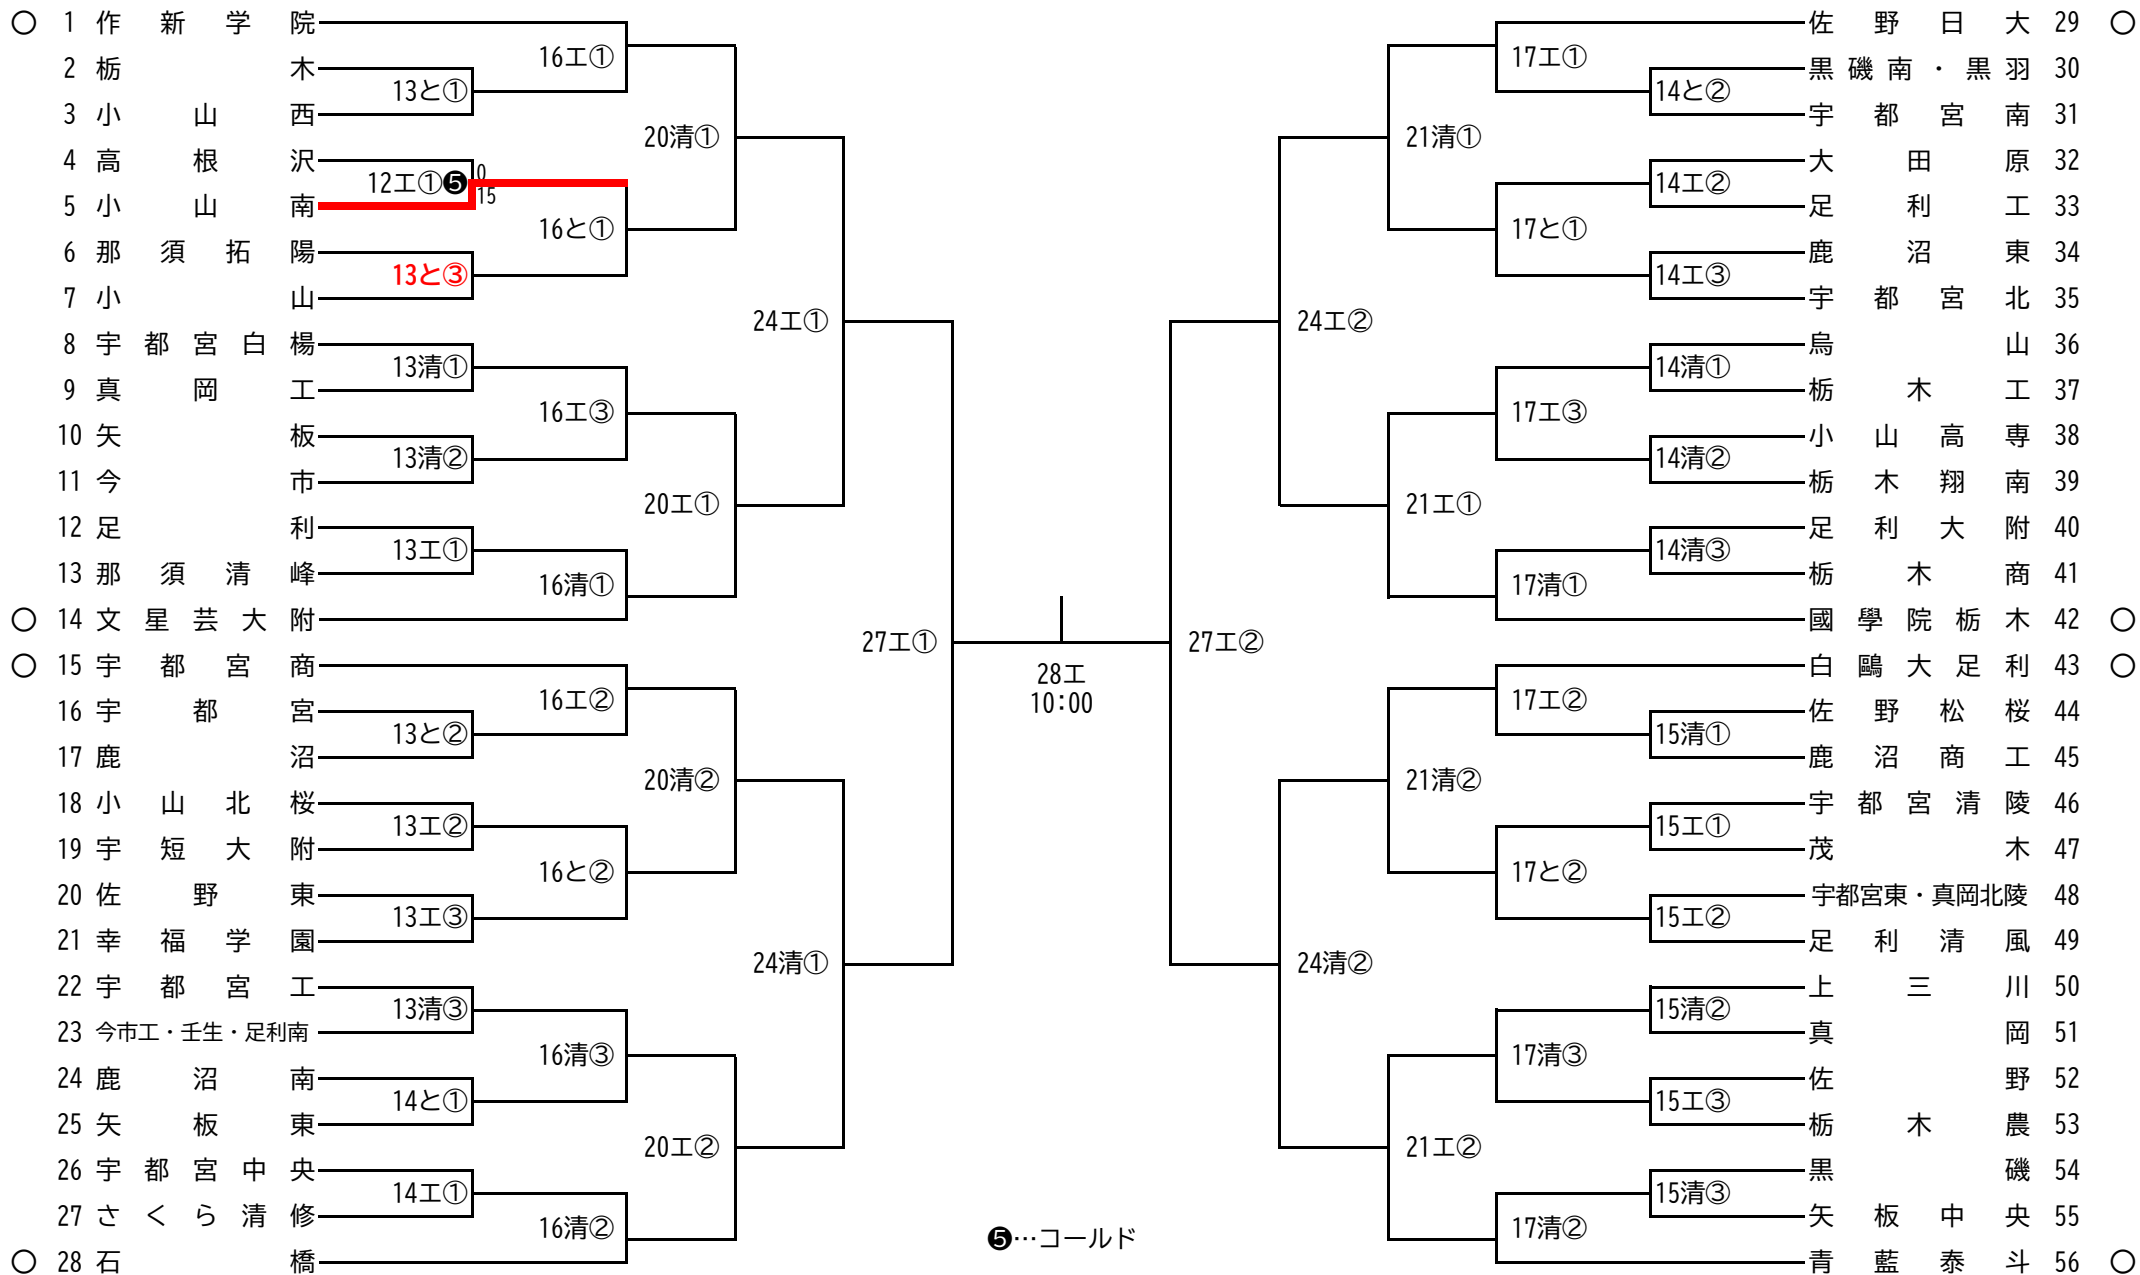 ○ 1 作新学院
2 栃木
3 小山西
4 高根沢
5 小山南
6 那須拓陽
7 小山
8 宇都宮白楊
9 真岡工
10 矢板
11 今市
12 足利
13 那須清峰
○ 14 文星芸大附
○ 15 宇都宮商
16 宇都宮
17 鹿沼
18 小山北桜
19 宇短大附
20 佐野東
21 幸福学園
22 宇都宮工
23 今市工・壬生・足利南
24 鹿沼南
25 矢板東
26 宇都宮中央
27 さくら清修
○ 28 石橋
13と①
12工①❺
0
15
13と③
13清①
13清②
13工①
13と②
13工②
13工③
13清③
14と①
14工①
16工①
16と①
16工③
16清①
16工②
16と②
16清③
16清②
20清①
20工①
20清②
20工②
24工①
24清①
27工①
28工
10:00
❺…コールド
27工②
24工②
24清②
21清①
21工①
21清②
21工②
17工①
17と①
17工③
17清①
17工②
17と②
17清③
17清②
14と②
14工②
14工③
14清①
14清②
14清③
15清①
15工①
15工②
15清②
15工③
15清③
佐野日大 29 ○
黒磯南・黒羽 30
宇都宮南 31
大田原 32
足利工 33
鹿沼東 34
宇都宮北 35
烏山 36
栃木工 37
小山高専 38
栃木翔南 39
足利大附 40
栃木商 41
國學院栃木 42 ○
白鷗大足利 43 ○
佐野松桜 44
鹿沼商工 45
宇都宮清陵 46
茂木 47
宇都宮東・真岡北陵 48
足利清風 49
上三川 50
真岡 51
佐野 52
栃木農 53
黒磯 54
矢板中央 55
青藍泰斗 56 ○